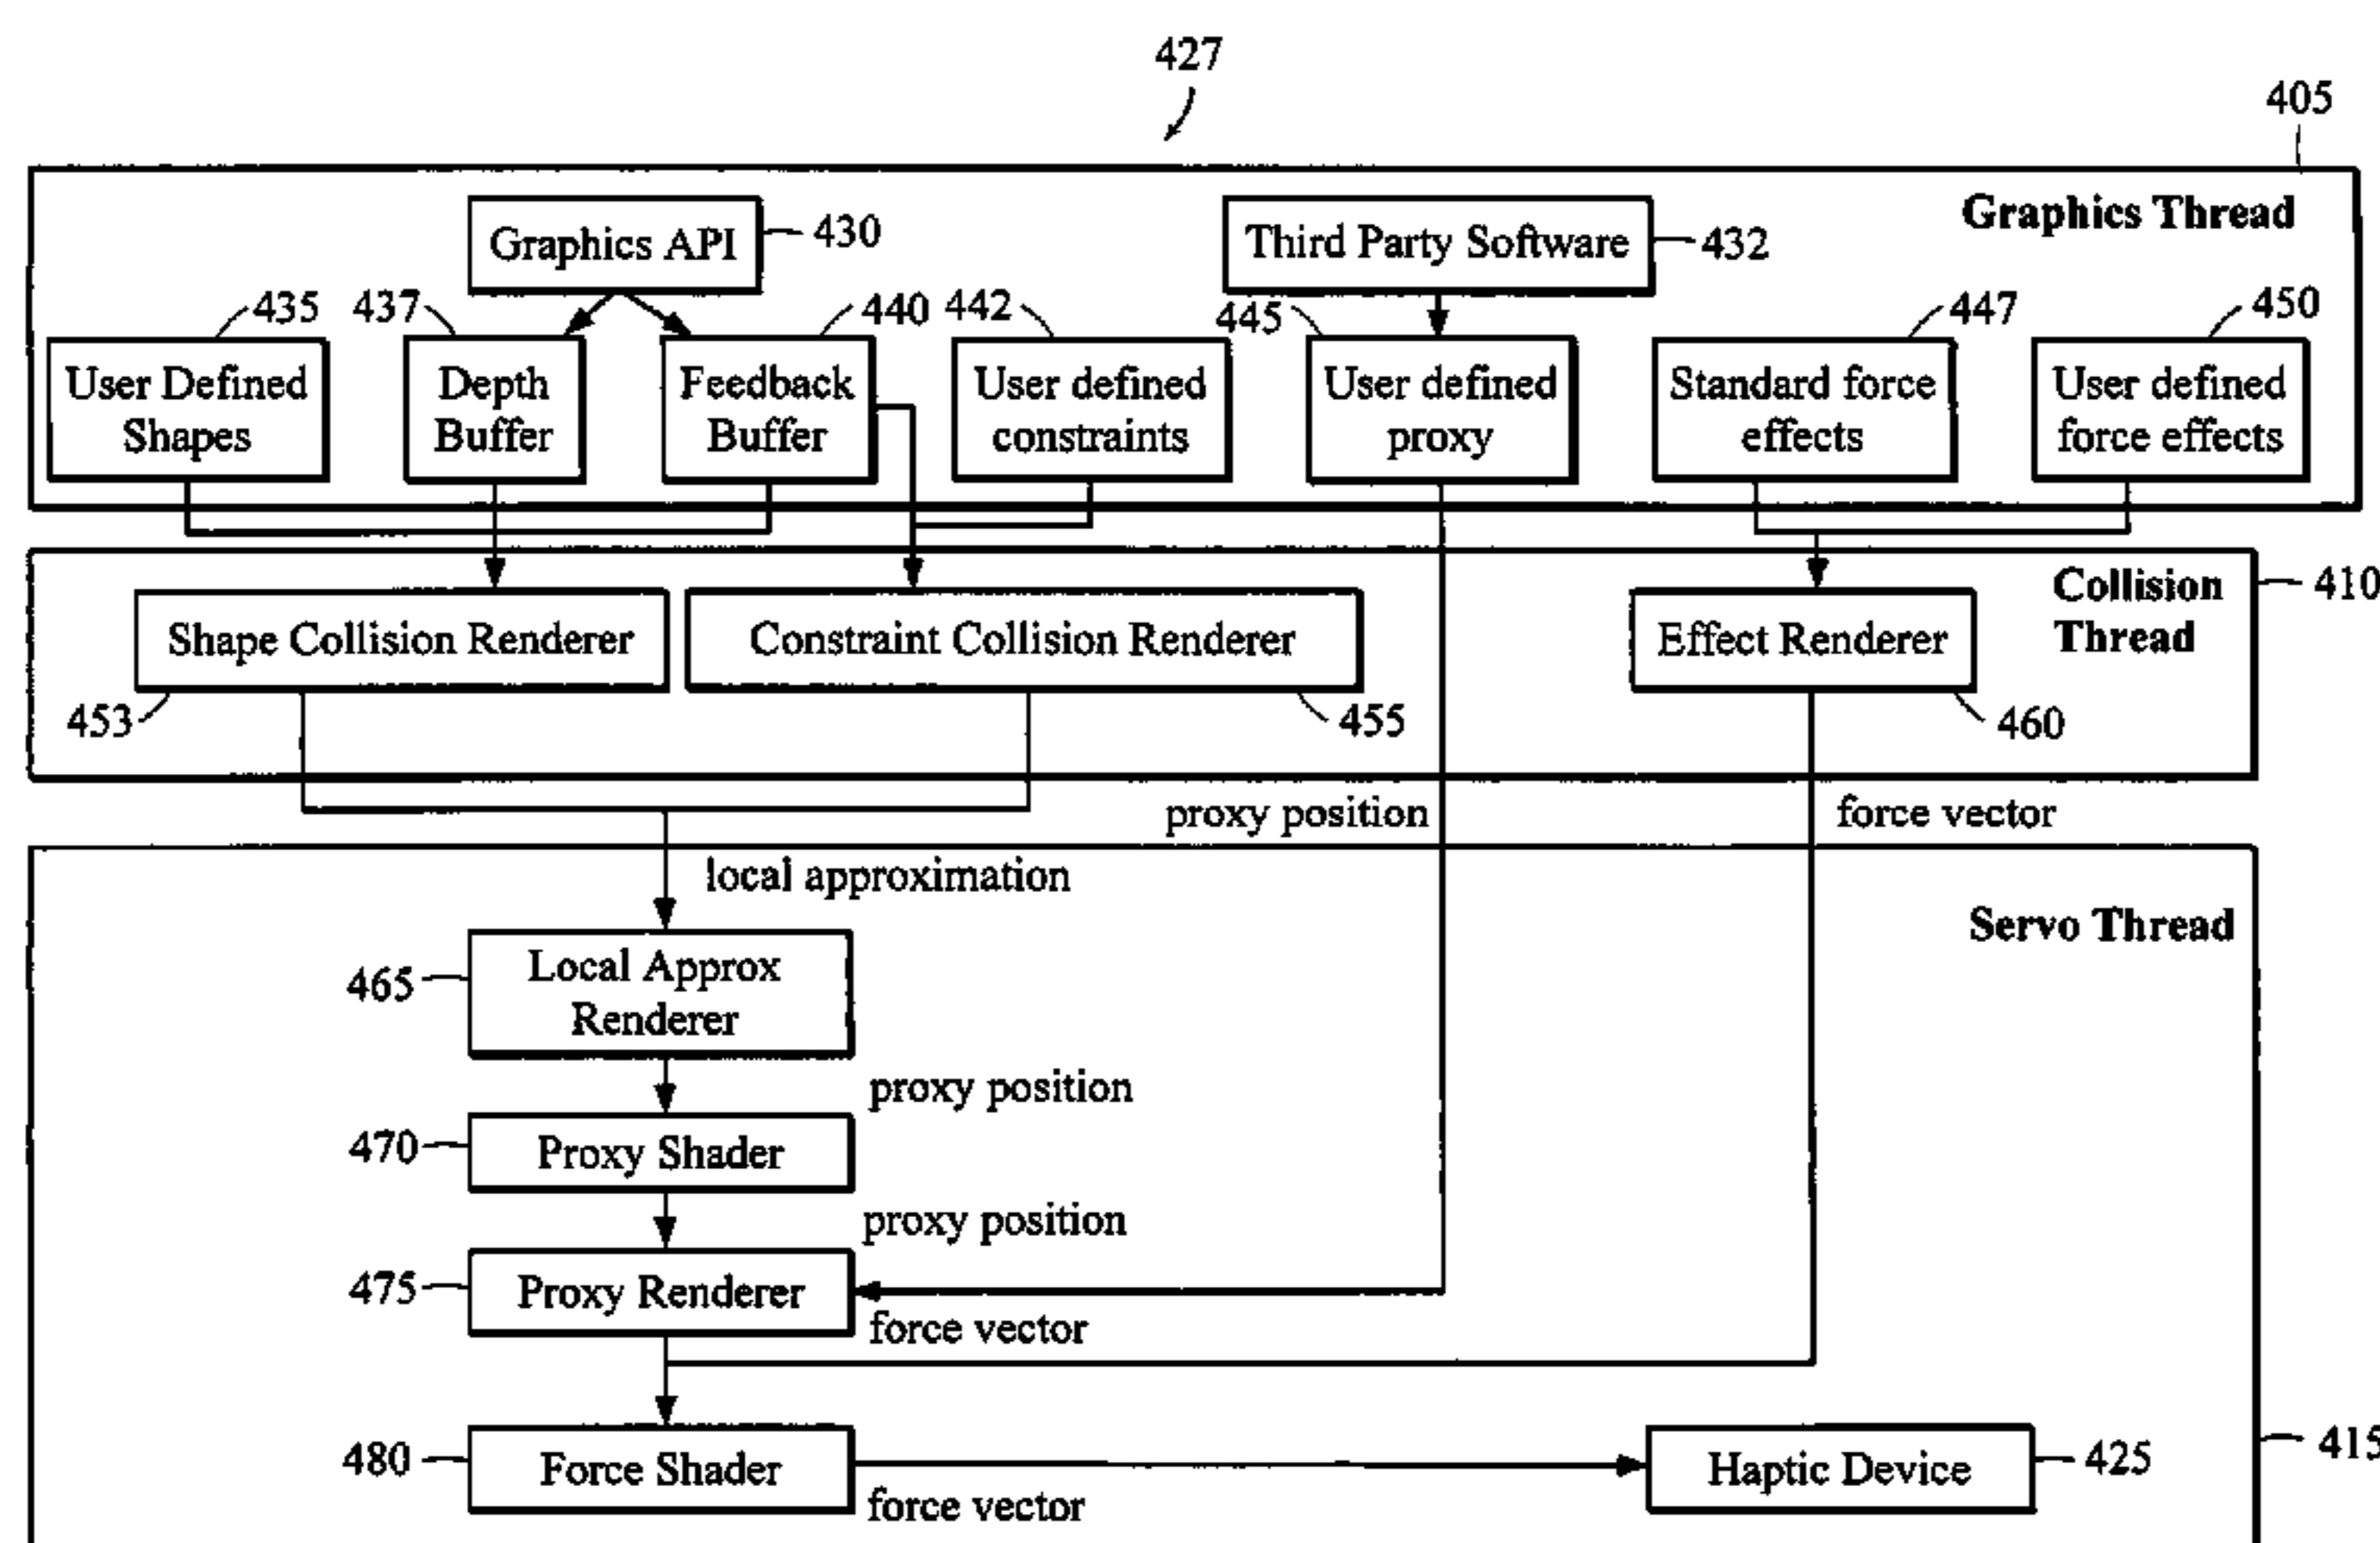 427
405
Graphics Thread
Graphics API
430
Third Party Software
432
435
437
440
442
445
447
450
User Defined
Shapes
Depth
Buffer
Feedback
Buffer
User defined
constraints
User defined
proxy
Standard force
effects
User defined
force effects
Collision
Thread
410
Shape Collision Renderer
Constraint Collision Renderer
Effect Renderer
453
455
460
proxy position
force vector
local approximation
Servo Thread
465
Local Approx
Renderer
proxy position
470
Proxy Shader
proxy position
475
Proxy Renderer
force vector
480
Force Shader
force vector
Haptic Device
425
415